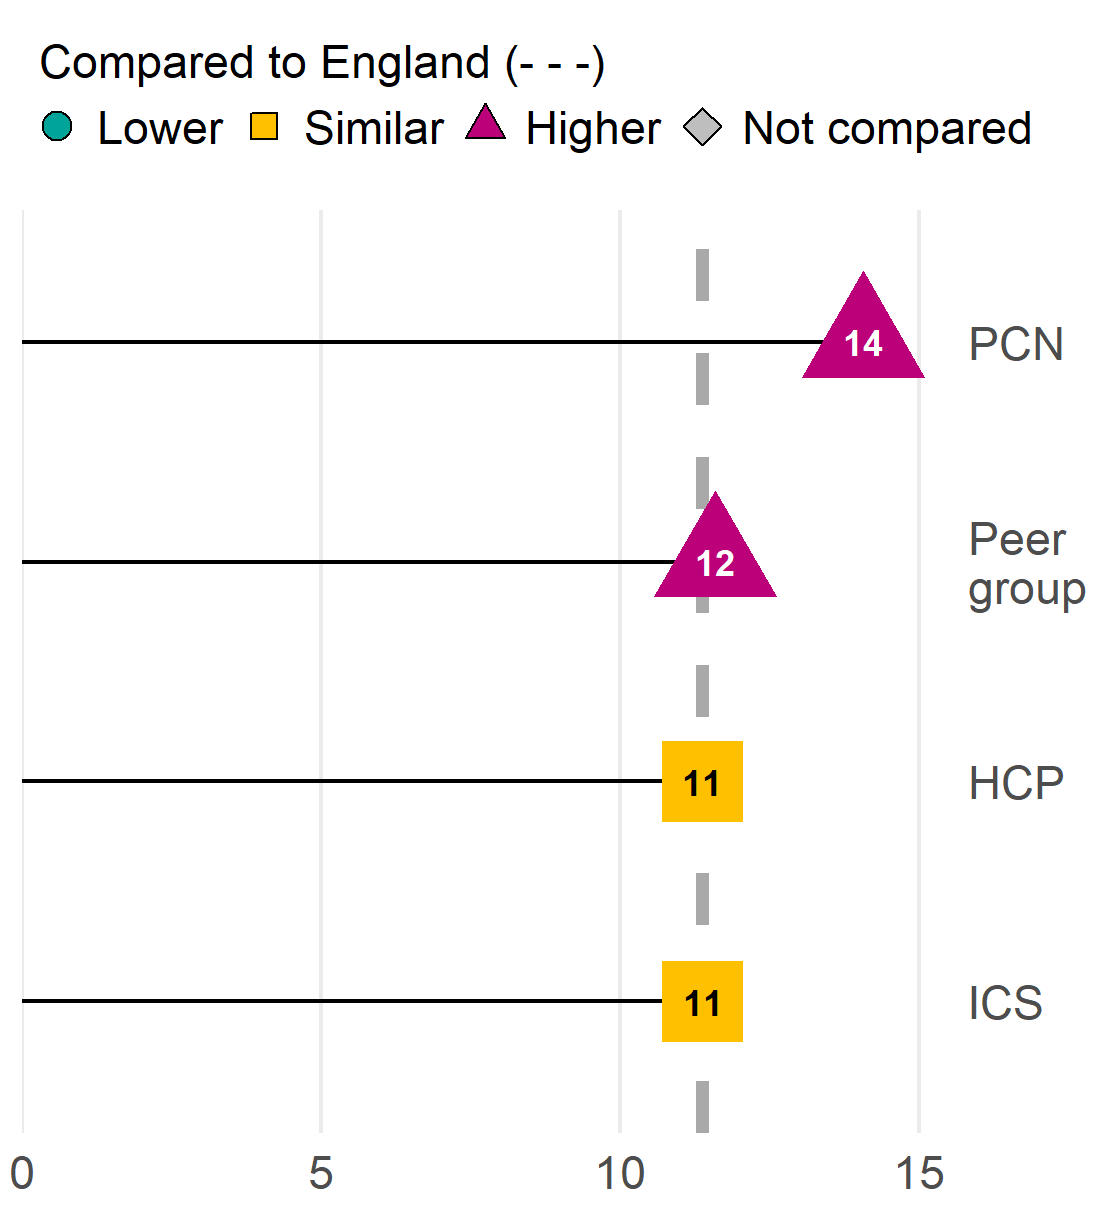 Compared to England (- - -)
Lower Similar Higher Not compared
14 PCN
Peer
12
group
11 HCP
11 ICS
0 5 10 15